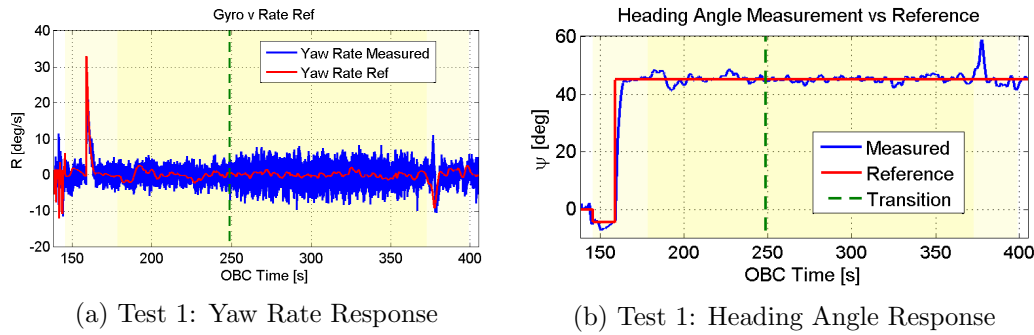 Gyro v Rate Ref
40
30
20
10
0
-10
-20
R [deg/s]
Yaw Rate Measured
Yaw Rate Ref
150 200 250 300 350 400
OBC Time [s]
(a) Test 1: Yaw Rate Response
Heading Angle Measurement vs Reference
60
40
20
0
Ψ [deg]
Measured
Reference
Transition
150 200 250 300 350 400
OBC Time [s]
(b) Test 1: Heading Angle Response